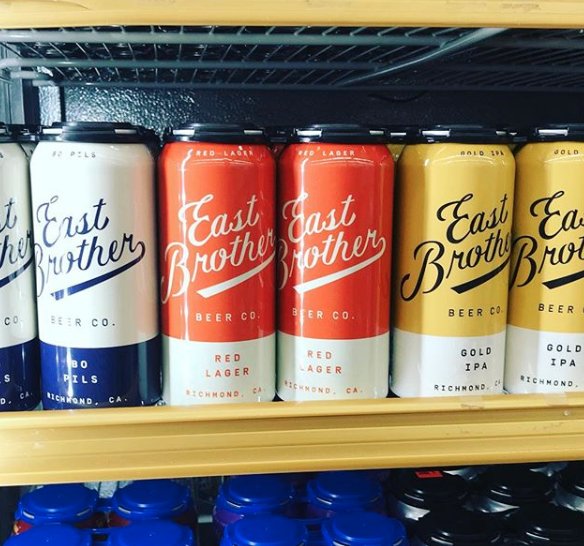 BO PILS
East
Brother
BEER CO.
BO
PILS
RICHMOND, CA.
RED LAGER
East
Brother
BEER CO.
RED
LAGER
RICHMOND, CA.
RED LAGER
East
Brother
BEER CO.
RED
LAGER
RICHMOND, CA.
GOLD IPA
East
Brothe
BEER CO.
GOLD
IPA
RICHMOND, CA.
GOLD
East
Brot
BEER
GOLD
IPA
RICHMOND, CA